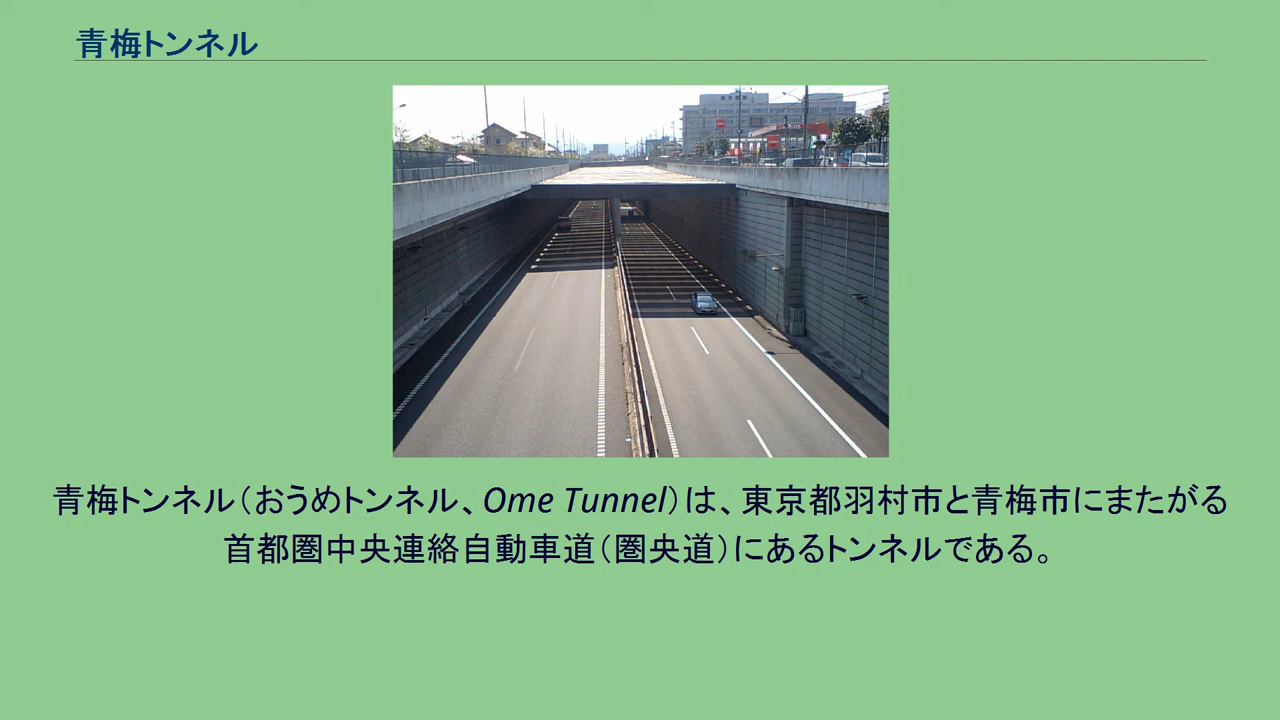 青梅トンネル
青梅トンネル（おうめトンネル、Ome Tunnel）は、東京都羽村市と青梅市にまたがる
首都圏中央連絡自動車道（圏央道）にあるトンネルである。